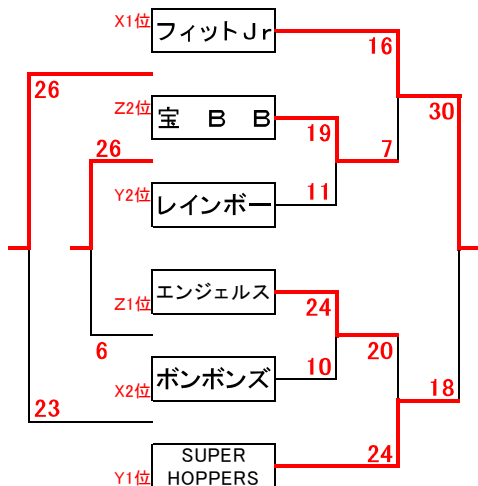 X1位
フィットJr
16
26
30
Z2位
宝　B　B
19
26
7
Y2位
レインボー
11
Z1位
エンジェルス
24
6
20
X2位
ボンボンズ
10
18
23
Y1位
SUPER
HOPPERS
24